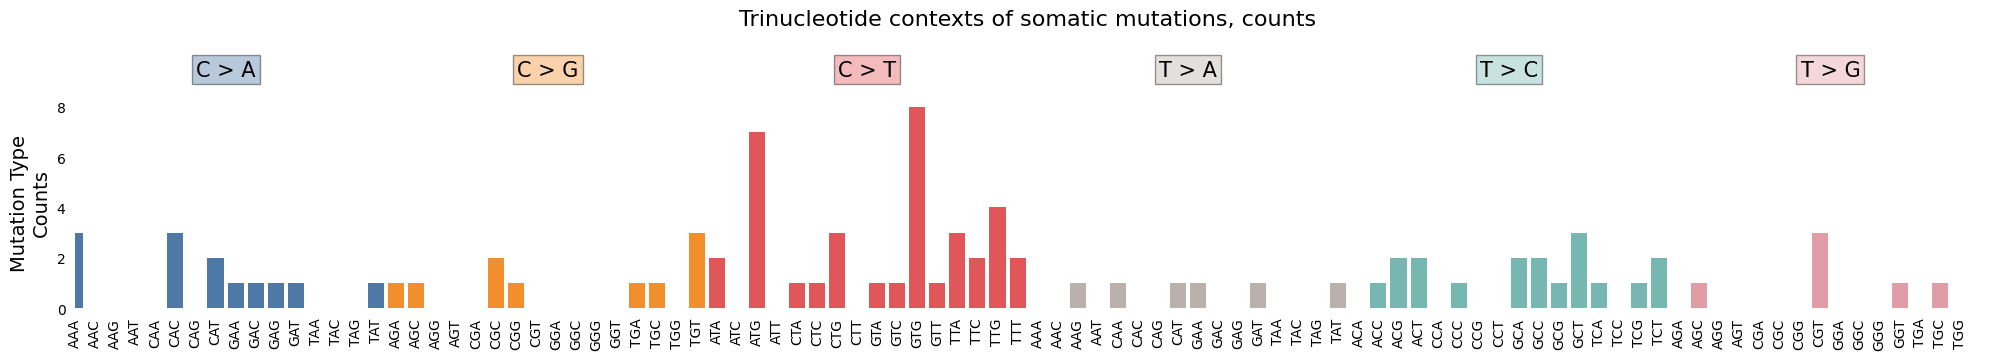 Trinucleotide contexts of somatic mutations, counts
C > A
C > G
C > T
T > A
T > C
T > G
Mutation Type
Counts
8
6
4
2
0
AAA
AAC
AAG
AAT
CAA
CAC
CAG
CAT
GAA
GAC
GAG
GAT
TAA
TAC
TAG
TAT
AGA
AGC
AGG
AGT
CGA
CGC
CGG
CGT
GGA
GGC
GGG
GGT
TGA
TGC
TGG
TGT
ATA
ATC
ATG
ATT
CTA
CTC
CTG
CTT
GTA
GTC
GTG
GTT
TTA
TTC
TTG
TTT
AAA
AAC
AAG
AAT
CAA
CAC
CAG
CAT
GAA
GAC
GAG
GAT
TAA
TAC
TAG
TAT
ACA
ACC
ACG
ACT
CCA
CCC
CCG
CCT
GCA
GCC
GCG
GCT
TCA
TCC
TCG
TCT
AGA
AGC
AGG
AGT
CGA
CGC
CGG
CGT
GGA
GGC
GGG
GGT
TGA
TGC
TGG